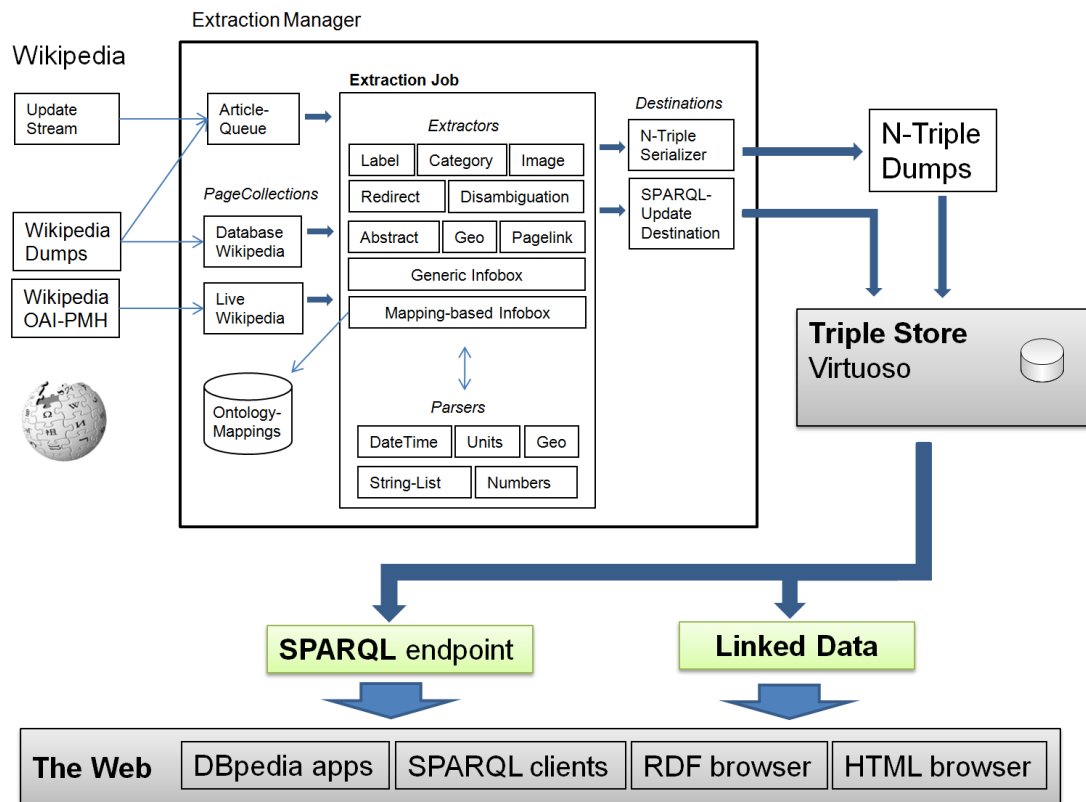 Extraction Manager
Wikipedia
Update
Stream
Wikipedia
Dumps
Wikipedia
OAI-PMH
Article-
Queue
PageCollections
Database
Wikipedia
Live
Wikipedia
Ontology-
Mappings
Extraction Job
Extractors
Label Category Image
Redirect Disambiguation
Abstract Geo Pagelink
Generic Infobox
Mapping-based Infobox
Parsers
DateTime Units Geo
String-List Numbers
Destinations
N-Triple
Serializer
SPARQL-
Update
Destination
N-Triple
Dumps
Triple Store
Virtuoso
SPARQL endpoint
Linked Data
The Web DBpedia apps SPARQL clients RDF browser HTML browser